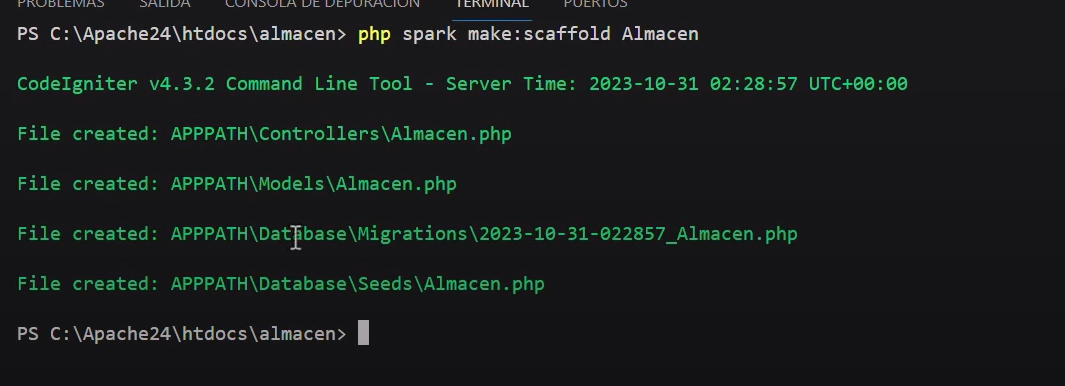 PROBLEMAS SALIDA CONSOLA DE DEPURACIÓN TERMINAL PUERTOS
PS C:\Apache24\htdocs\almacen> php spark make:scaffold Almacen
CodeIgniter v4.3.2 Command Line Tool - Server Time: 2023-10-31 02:28:57 UTC+00:00
File created: APPPATH\Controllers\Almacen.php
File created: APPPATH\Models\Almacen.php
File created: APPPATH\Database\Migrations\2023-10-31-022857_Almacen.php
File created: APPPATH\Database\Seeds\Almacen.php
PS C:\Apache24\htdocs\almacen>